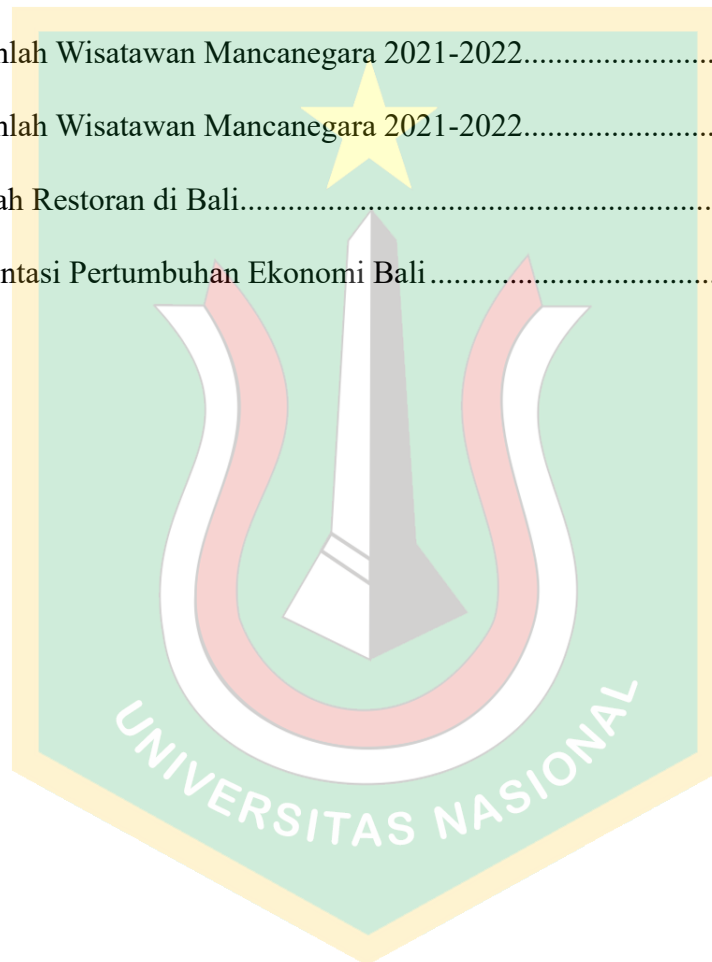 nlah Wisatawan Mancanegara 2021-2022.......................
nlah Wisatawan Mancanegara 2021-2022.......................
ah Restoran di Bali.........................................................
ntasi Pertumbuhan Ekonomi Bali..................................
UNIVERSITAS NASIONAL